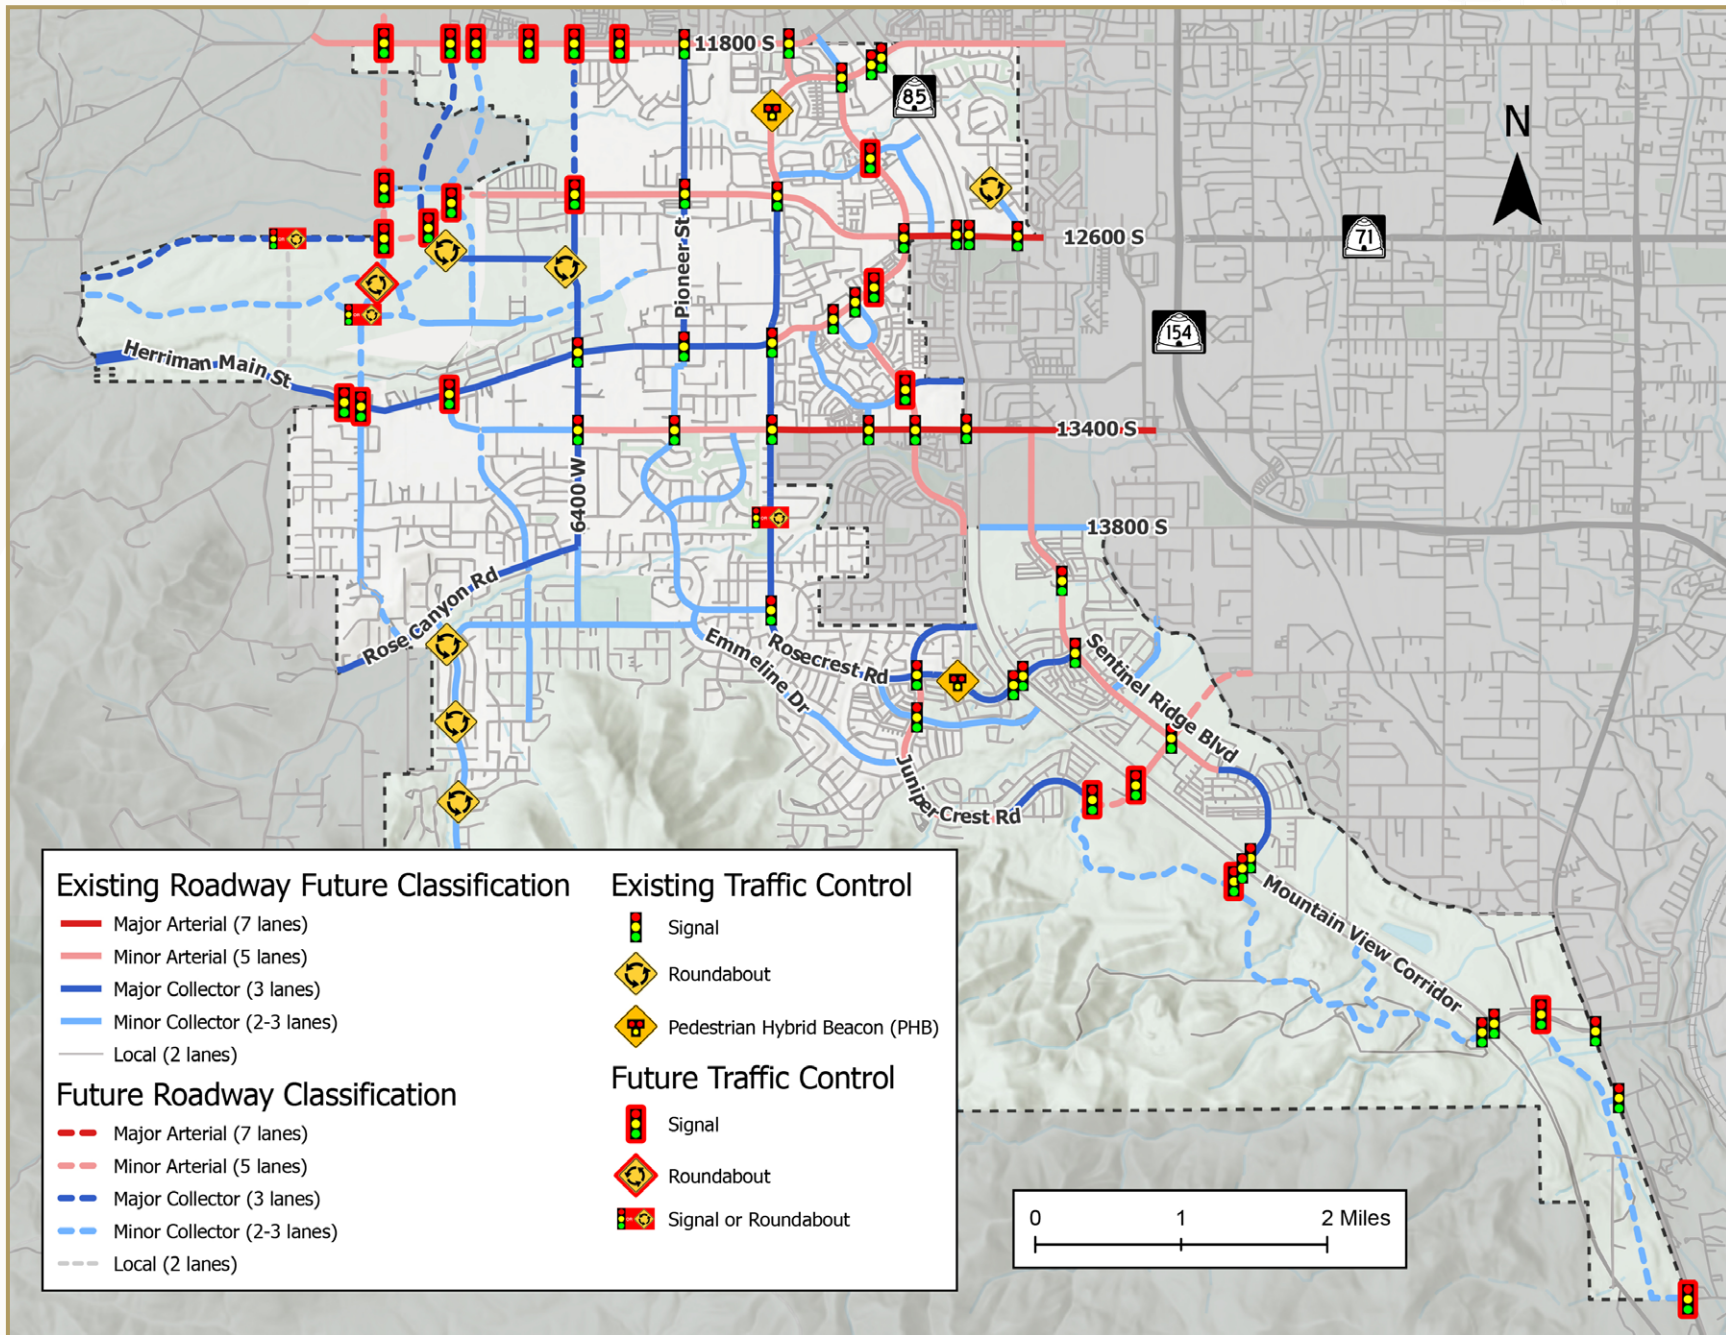 11800 S
85
N
Pioneer St
12600 S
71
154
Herriman Main St
13400 S
6400 W
13800 S
Rose Canyon Rd
Emmeline Dr
Rosecrest Rd
Sentinel Ridge Blvd
Juniper Crest Rd
Mountain View Corridor
Existing Roadway Future Classification
Major Arterial (7 lanes)
Minor Arterial (5 lanes)
Major Collector (3 lanes)
Minor Collector (2-3 lanes)
Local (2 lanes)
Future Roadway Classification
Major Arterial (7 lanes)
Minor Arterial (5 lanes)
Major Collector (3 lanes)
Minor Collector (2-3 lanes)
Local (2 lanes)
Existing Traffic Control
Signal
Roundabout
Pedestrian Hybrid Beacon (PHB)
Future Traffic Control
Signal
Roundabout
Signal or Roundabout
0 1 2 Miles